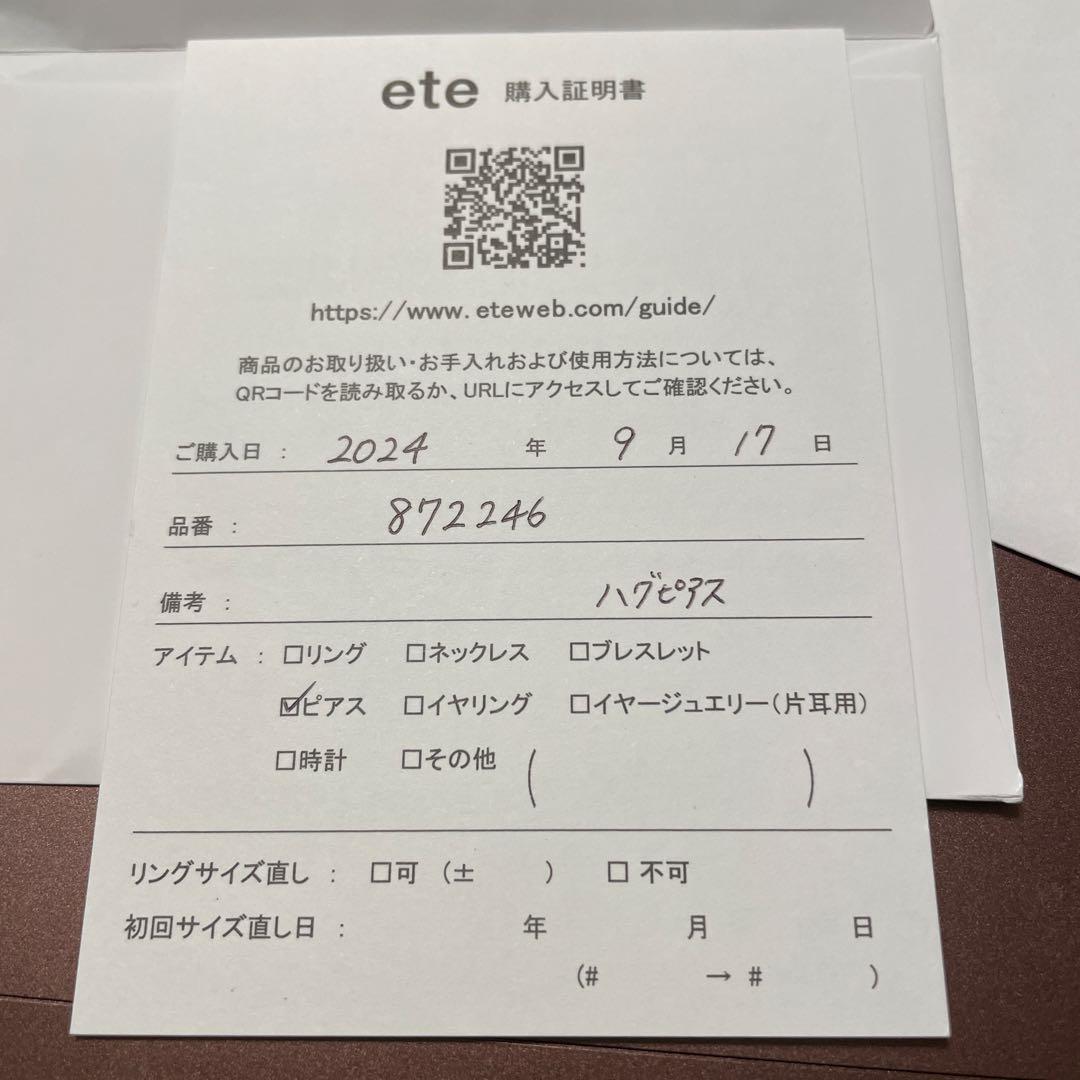 ete 購入証明書
https://www.eteweb.com/guide/
商品のお取り扱い・お手入れおよび使用方法については、
QRコードを読み取るか、URLにアクセスしてご確認ください。
ご購入日 : 2024 年 9 月 17 日
品番 : 872246
備考 : ハグピアス
アイテム : □リング □ネックレス □ブレスレット
☑ピアス □イヤリング □イヤージュエリー(片耳用)
□時計 □その他 ( )
リングサイズ直し : □可 (± ) □ 不可
初回サイズ直し日 : 年 月 日
(# → # )